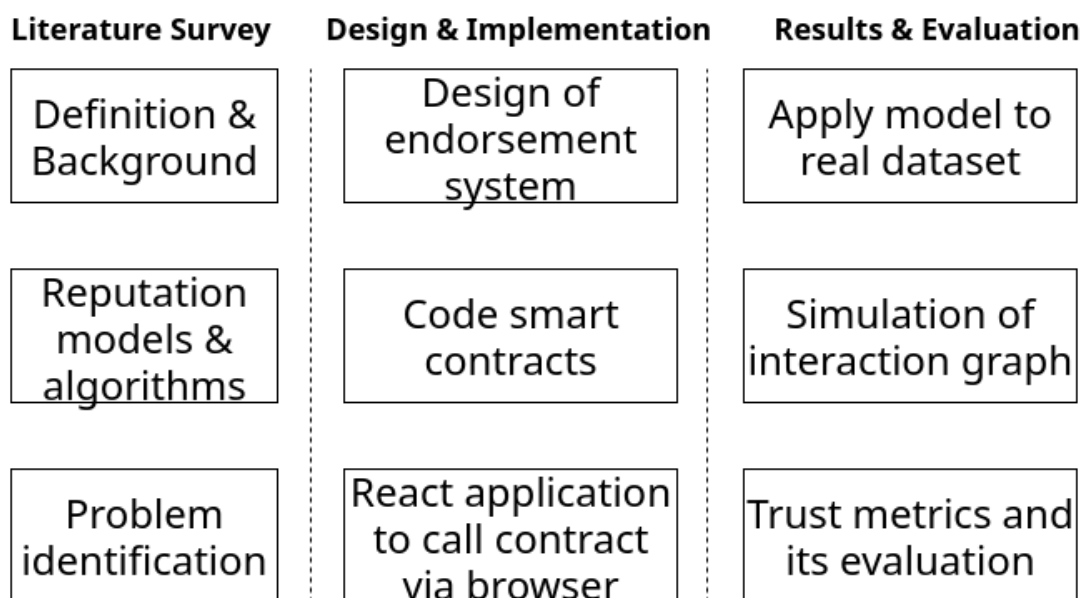 Literature Survey
Design & Implementation
Results & Evaluation
Definition &
Background
Design of
endorsement
system
Apply model to
real dataset
Reputation
models &
algorithms
Code smart
contracts
Simulation of
interaction graph
Problem
identification
React application
to call contract
via browser
Trust metrics and
its evaluation